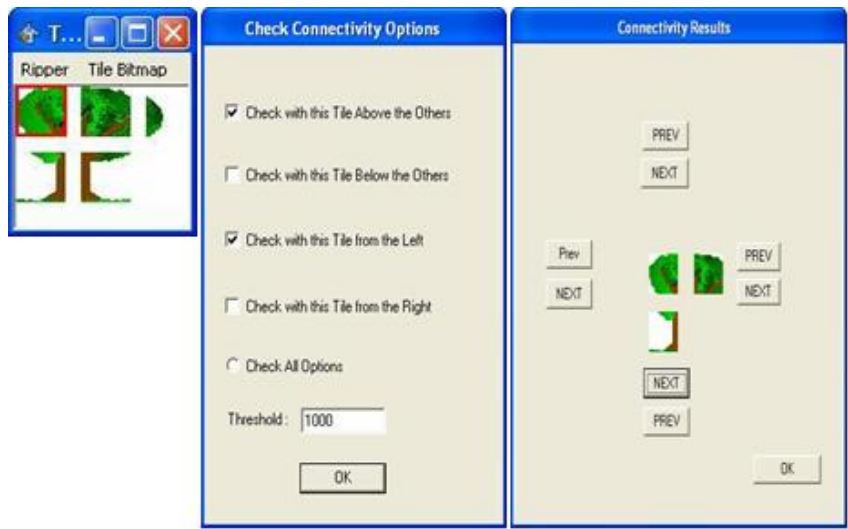 T...
Ripper Tile Bitmap
Check Connectivity Options
Check with this Tile Above the Others
Check with this Tile Below the Others
Check with this Tile from the Left
Check with this Tile from the Right
Check All Options
Threshold : 1000
OK
Connectivity Results
PREV
NEXT
Prev
NEXT
PREV
NEXT
NEXT
PREV
OK